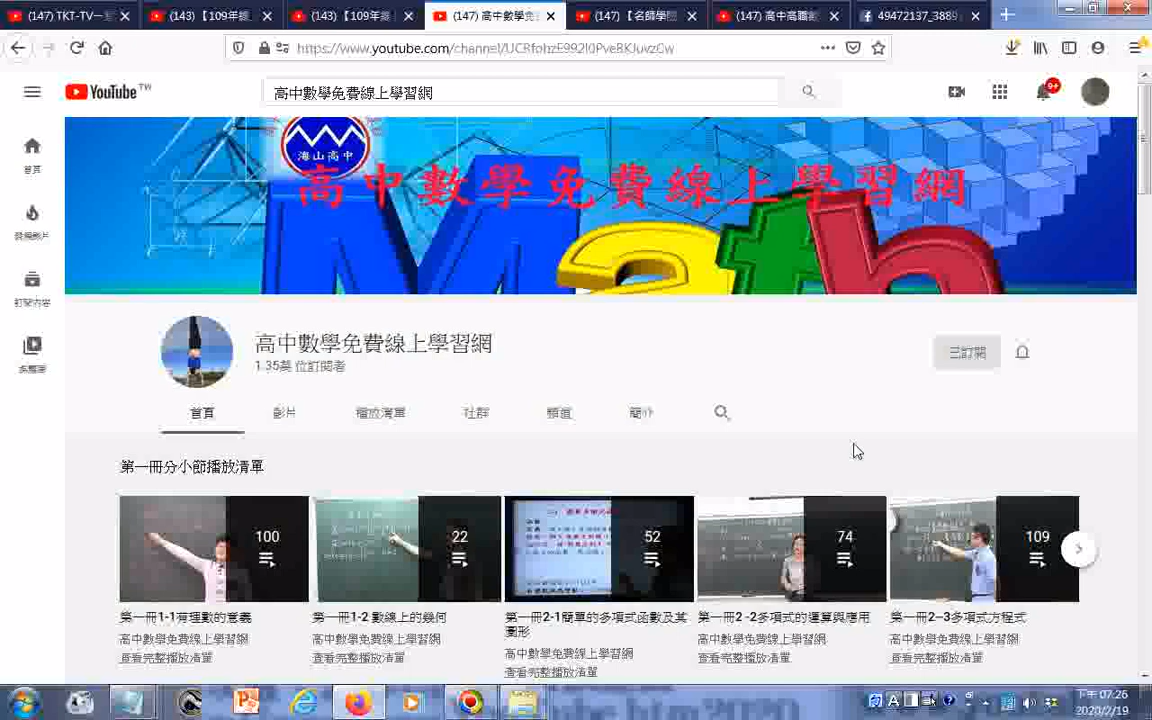 (147) TKT-TV一
(143) 【109年
(143) 【109年
(147) 高中數學免
(147) 【名師學
(147) 高中高職
49472137_3889
https://www.youtube.com/channel/UCRfohzE992I0PveBKJuvzCw
YouTube TW
高中數學免費線上學習網
9+
海山高中
高中數學免費線上學習網
Math
首頁
發燒影片
訂閱內容
媒體庫
高中數學免費線上學習網
1.35萬 位訂閱者
已訂閱
首頁 影片 播放清單 社群 頻道 簡介
第一冊分小節播放清單
100 22 52 74 109
第一冊1-1有理數的意義
高中數學免費線上學習網
查看完整播放清單
第一冊1-2 數線上的幾何
高中數學免費線上學習網
查看完整播放清單
第一冊2-1簡單的多項式函數及其
圖形
高中數學免費線上學習網
查看完整播放清單
第一冊2 -2多項式的運算與應用
高中數學免費線上學習網
查看完整播放清單
第一冊2--3多項式方程式
高中數學免費線上學習網
查看完整播放清單
下午 07:26
2020/2/19